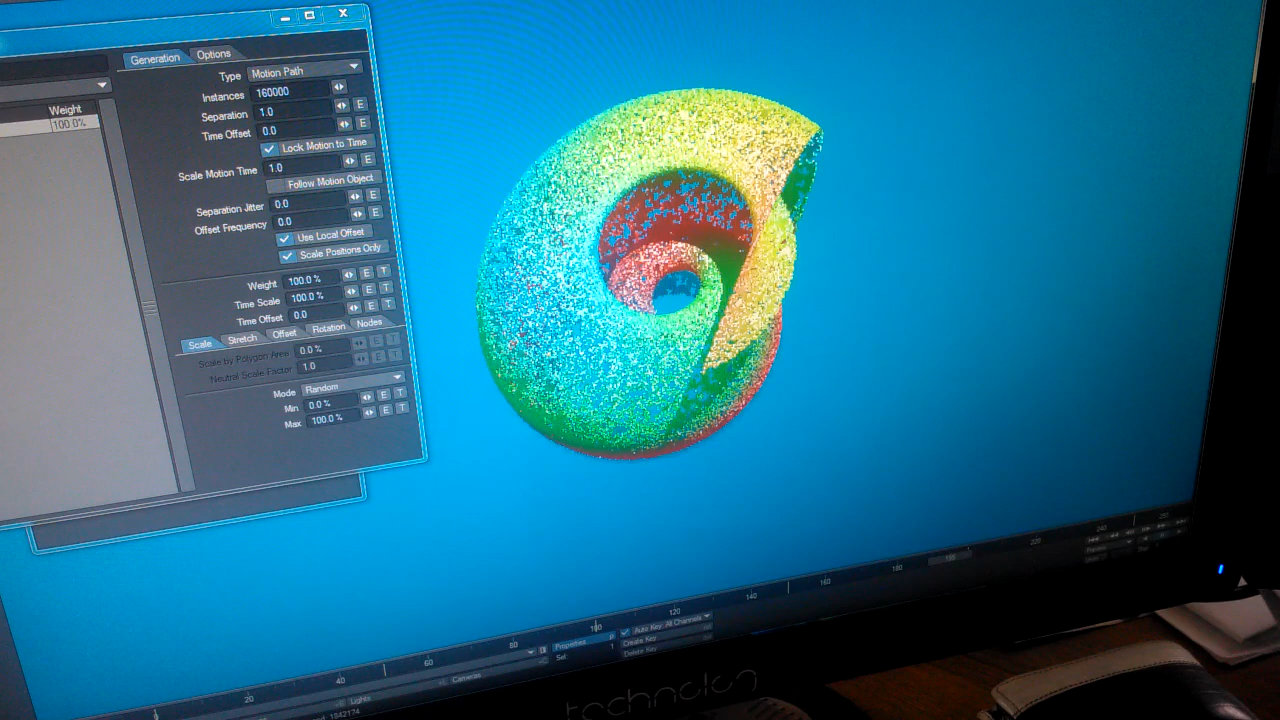 Generation Options
Type Motion Path
Instances 160000
Separation 1.0 E
Time Offset 0.0 E
Lock Motion to Time
Scale Motion Time 1.0 E
Follow Motion Object
Separation Jitter 0.0 E
Offset Frequency 0.0 E
Use Local Offset
Scale Positions Only
Weight
100.0%
Weight 100.0 % E T
Time Scale 100.0 % E T
Time Offset 0.0 E T
Scale Stretch Offset Rotation Nodes
Scale by Polygon Area 0.0 % E T
Neutral Scale Factor 1.0 E T
Mode Random
Min 0.0 % E T
Max 100.0 % E T
20 40 60 80 100 120 140 160 180 220 240
Properties
Set 1
Auto Key: All Channels
Create Key
Delete Key
Lights
Cameras
1842174
technolon